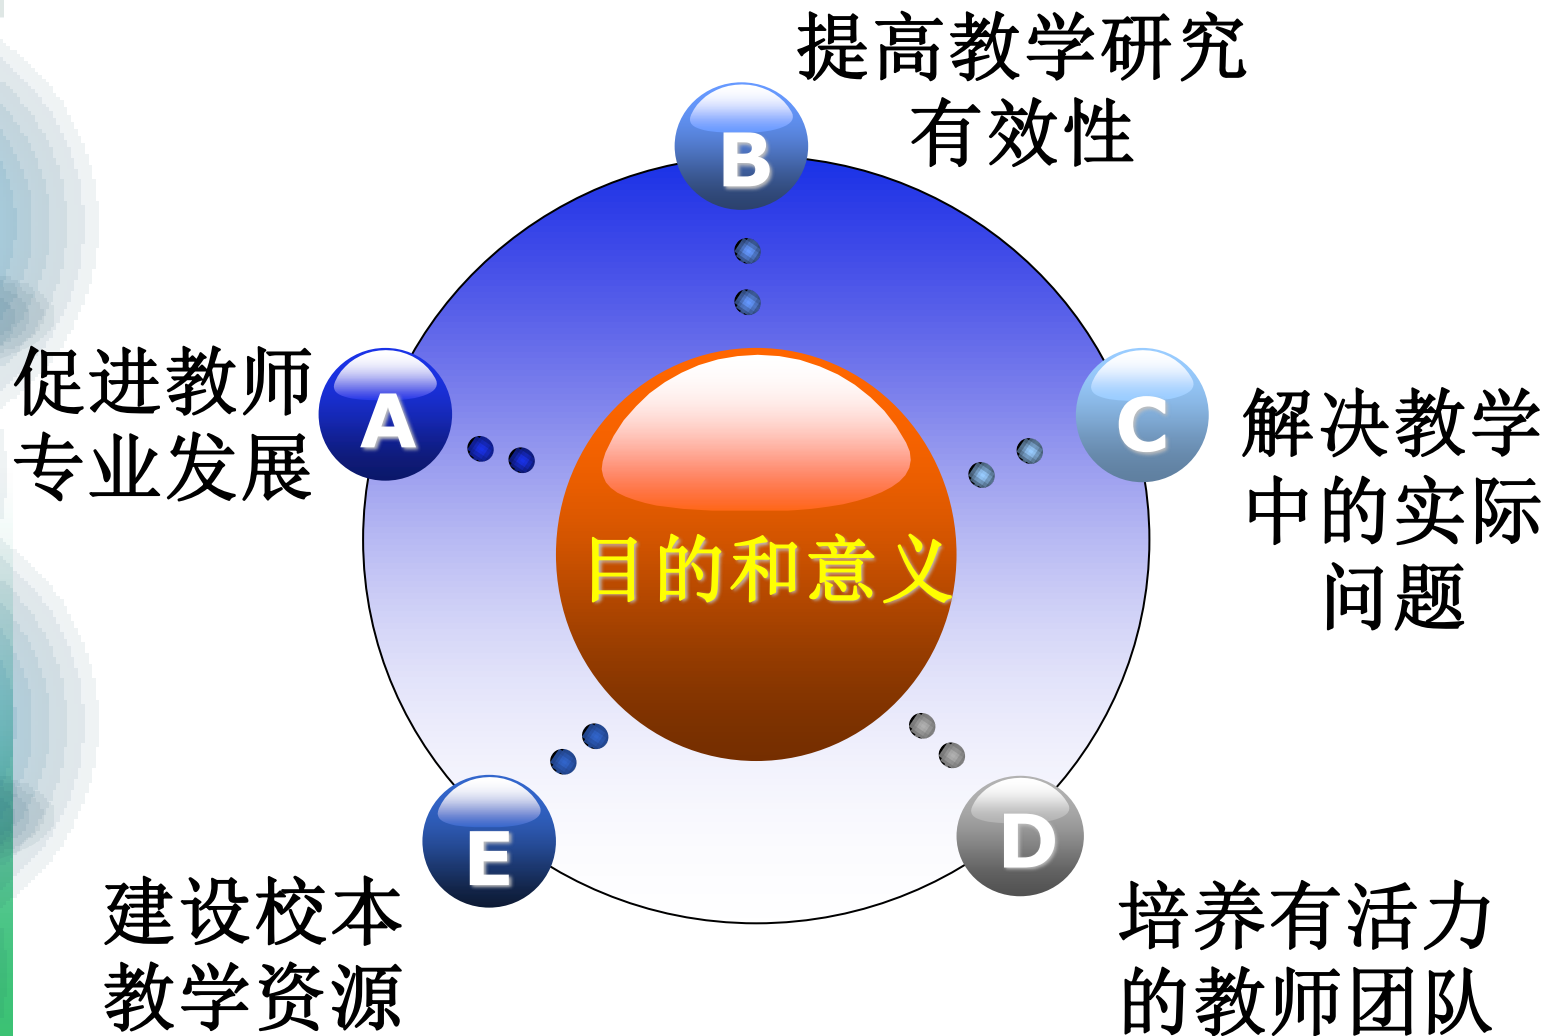 提高教学研究
有效性
B
促进教师
专业发展
A
C
解决教学
中的实际
问题
目的和意义
E
D
建设校本
教学资源
培养有活力
的教师团队